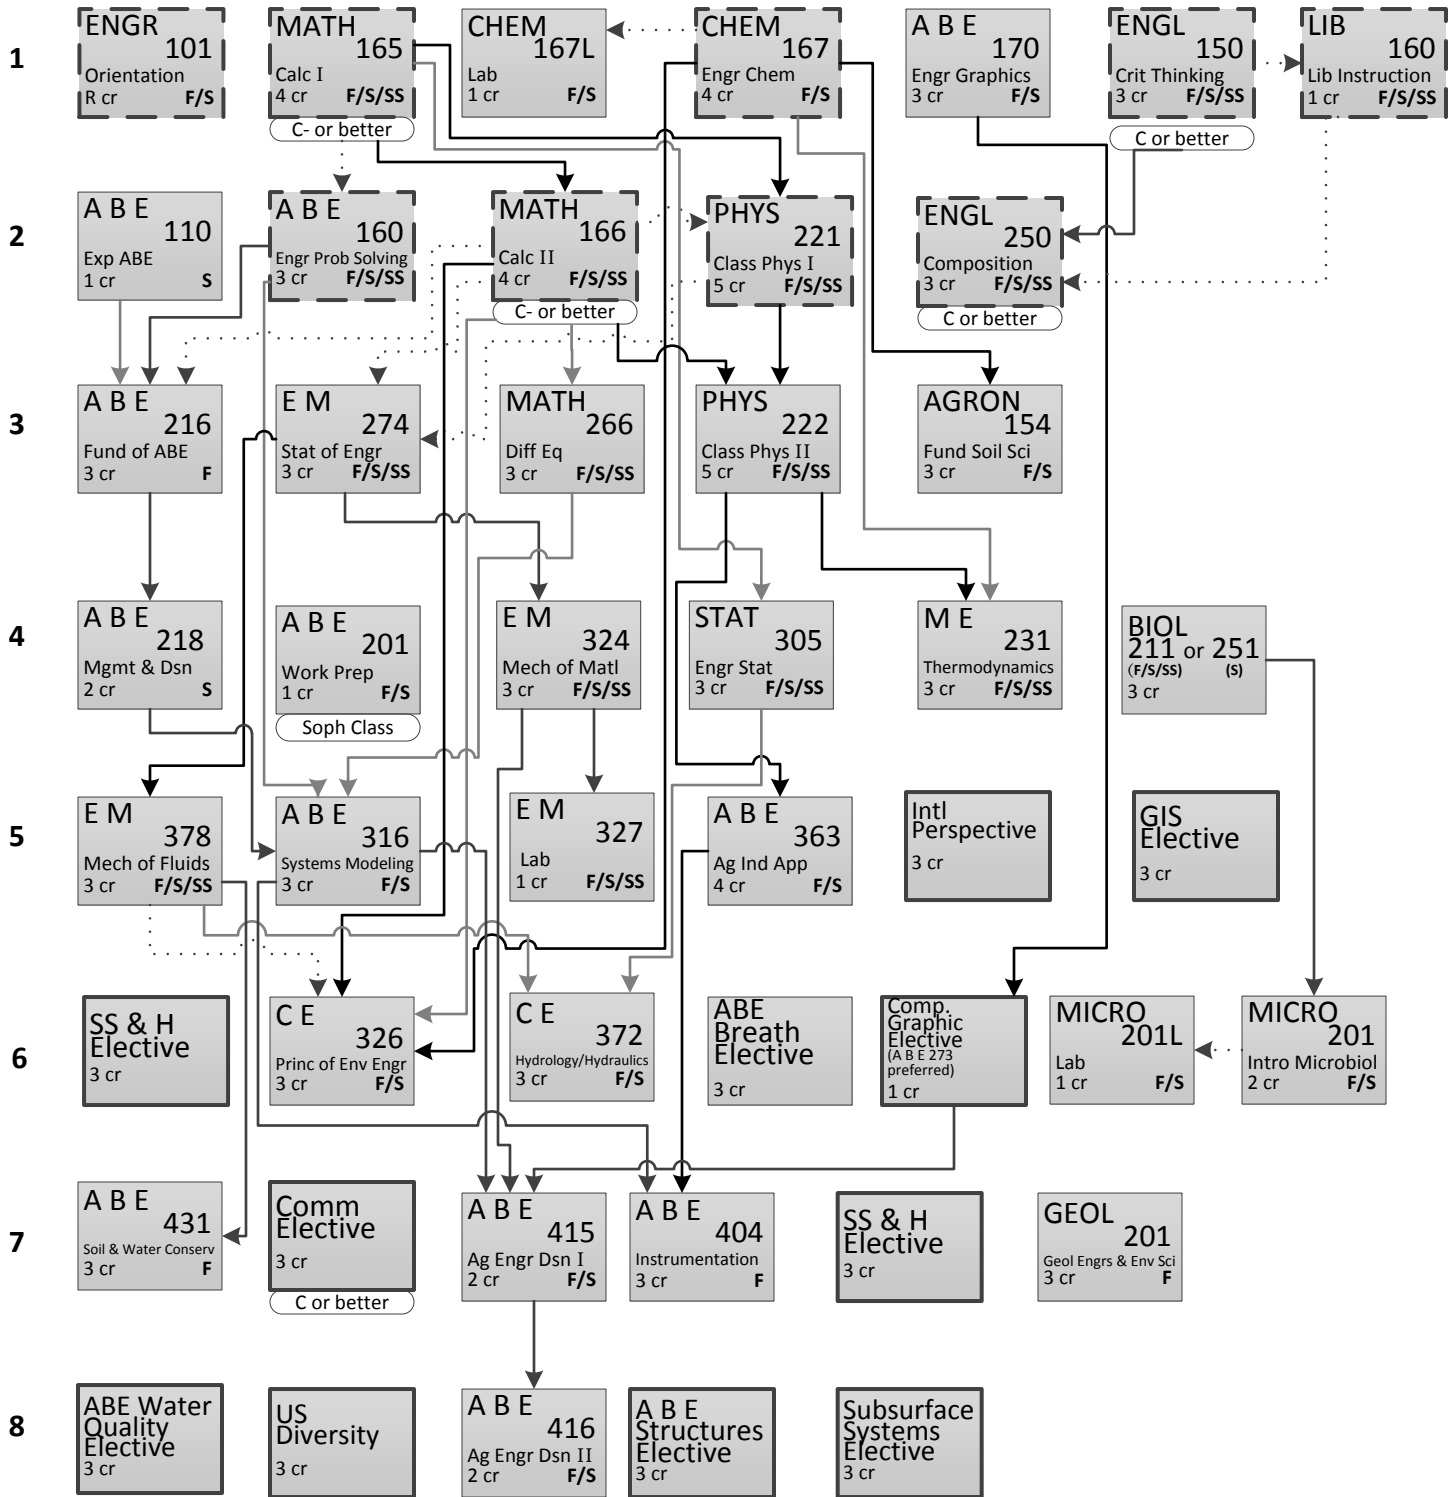 1
ENGR
101
Orientation
R cr F/S
MATH
165
Calc I
4 cr F/S/SS
C- or better
CHEM
167L
Lab
1 cr F/S
CHEM
167
Engr Chem
4 cr F/S
A B E
170
Engr Graphics
3 cr F/S
ENGL
150
Crit Thinking
3 cr F/S/SS
C or better
LIB
160
Lib Instruction
1 cr F/S/SS
2
A B E
110
Exp ABE
1 cr S
A B E
160
Engr Prob Solving
3 cr F/S/SS
MATH
166
Calc II
4 cr F/S/SS
C- or better
PHYS
221
Class Phys I
5 cr F/S/SS
ENGL
250
Composition
3 cr F/S/SS
C or better
3
A B E
216
Fund of ABE
3 cr F
E M
274
Stat of Engr
3 cr F/S/SS
MATH
266
Diff Eq
3 cr F/S/SS
PHYS
222
Class Phys II
5 cr F/S/SS
AGRON
154
Fund Soil Sci
3 cr F/S
4
A B E
218
Mgmt & Dsn
2 cr S
A B E
201
Work Prep
1 cr F/S
Soph Class
E M
324
Mech of Matl
3 cr F/S/SS
STAT
305
Engr Stat
3 cr F/S/SS
M E
231
Thermodynamics
3 cr F/S/SS
BIOL
211 or 251
(F/S/SS) (S)
3 cr
5
E M
378
Mech of Fluids
3 cr F/S/SS
A B E
316
Systems Modeling
3 cr F/S
E M
327
Lab
1 cr F/S/SS
A B E
363
Ag Ind App
4 cr F/S
Intl
Perspective
3 cr
GIS
Elective
3 cr
6
SS & H
Elective
3 cr
C E
326
Princ of Env Engr
3 cr F/S
C E
372
Hydrology/Hydraulics
3 cr F/S
ABE
Breath
Elective
3 cr
Comp.
Graphic
Elective
(A B E 273
preferred)
1 cr
MICRO
201L
Lab
1 cr F/S
MICRO
201
Intro Microbiol
2 cr F/S
7
A B E
431
Soil & Water Conserv
3 cr F
Comm
Elective
3 cr
C or better
A B E
415
Ag Engr Dsn I
2 cr F/S
A B E
404
Instrumentation
3 cr F
SS & H
Elective
3 cr
GEOL
201
Geol Engrs & Env Sci
3 cr F
8
ABE Water
Quality
Elective
3 cr
US
Diversity
3 cr
A B E
416
Ag Engr Dsn II
2 cr F/S
A B E
Structures
Elective
3 cr
Subsurface
Systems
Elective
3 cr